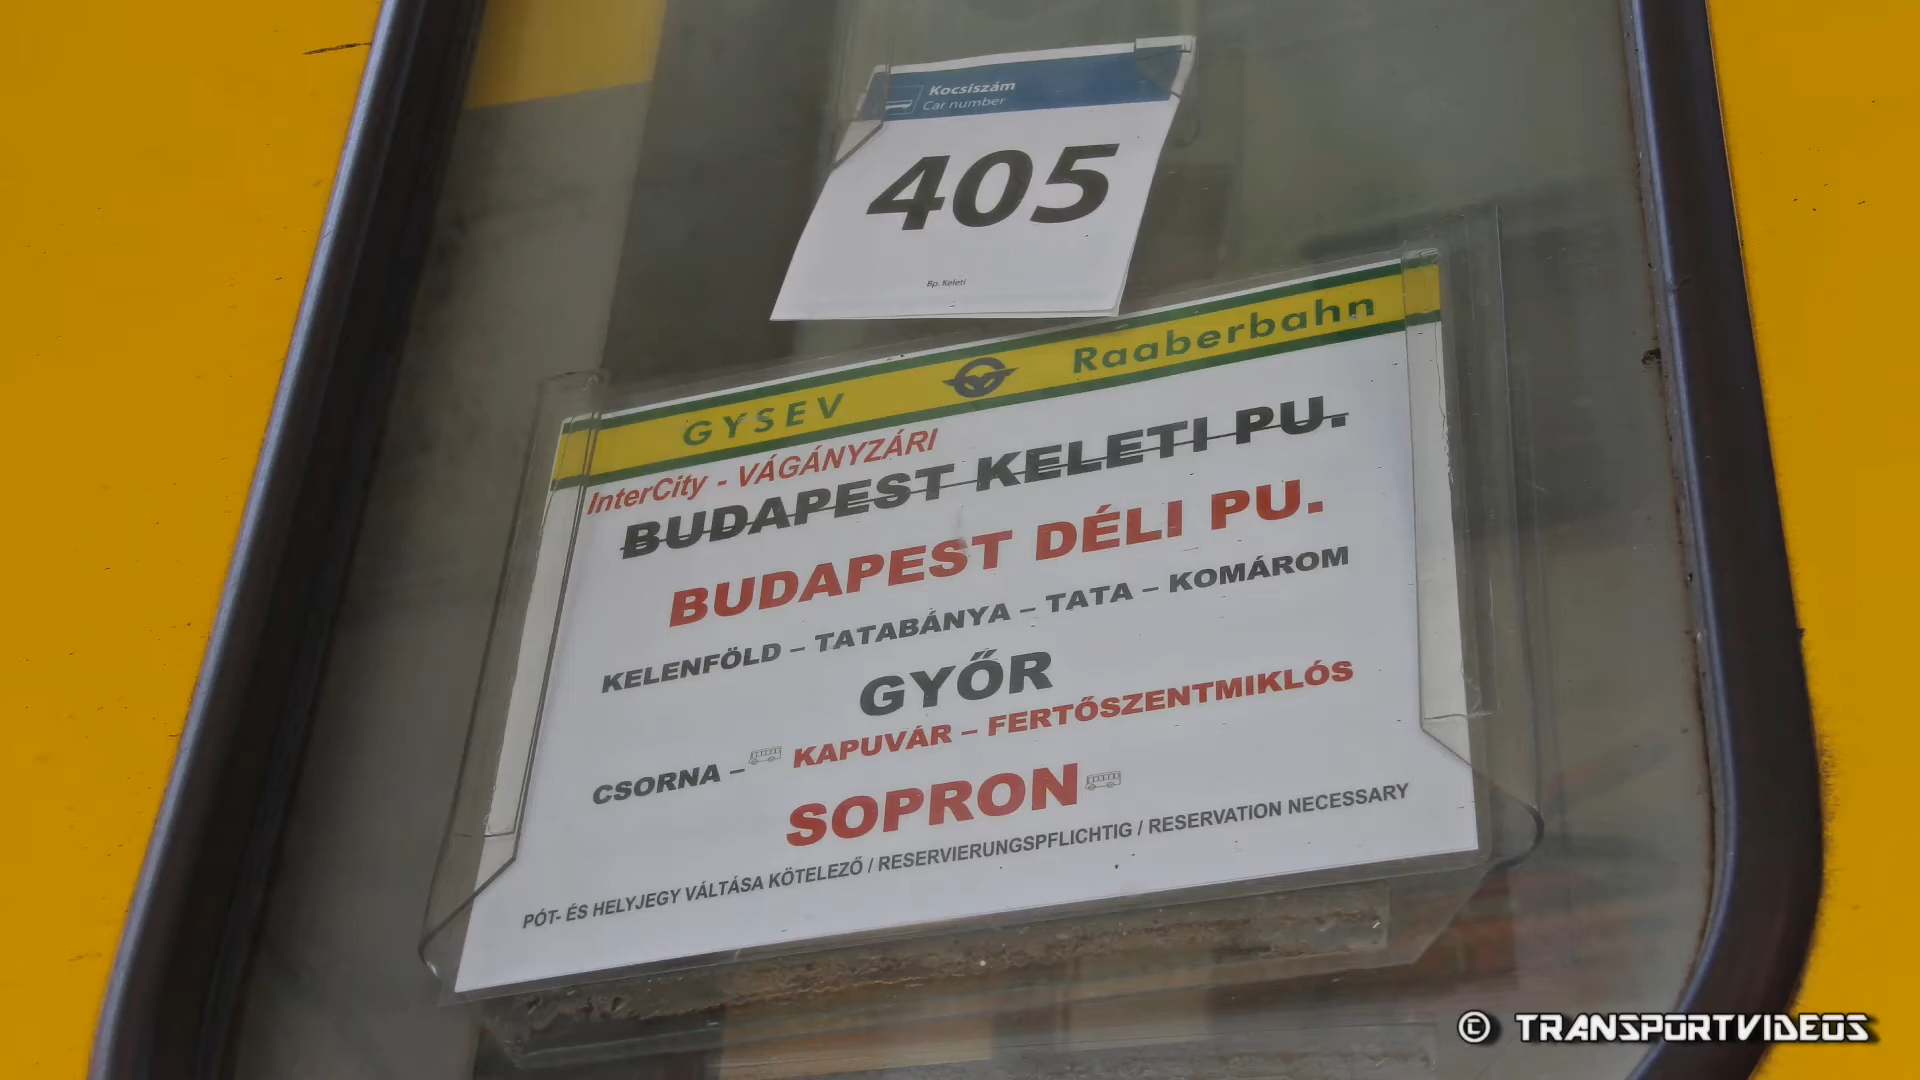 Kocsiszám
Car number
405
Bp. Keleti
GYSEV Raaberbahn
InterCity - VÁGÁNYZÁRI
BUDAPEST KELETI PU.
BUDAPEST DÉLI PU.
KELENFÖLD – TATABÁNYA – TATA – KOMÁROM
GYŐR
CSORNA – KAPUVÁR – FERTŐSZENTMIKLÓS
SOPRON
PÓT- ÉS HELYJEGY VÁLTÁSA KÖTELEZŐ / RESERVIERUNGSPFLICHTIG / RESERVATiON NECESSARY
© TRANSPORTVIDEOS